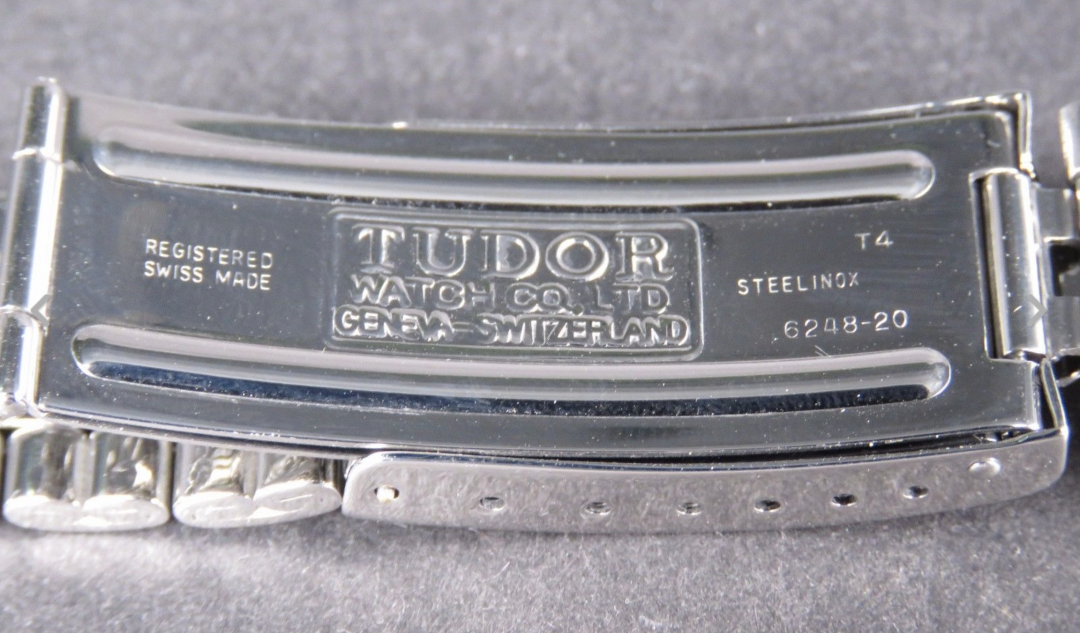 REGISTERED
SWISS MADE
TUDOR
WATCH CO. LTD
GENEVA-SWITZERLAND
T4
STEELINOX
6248-20